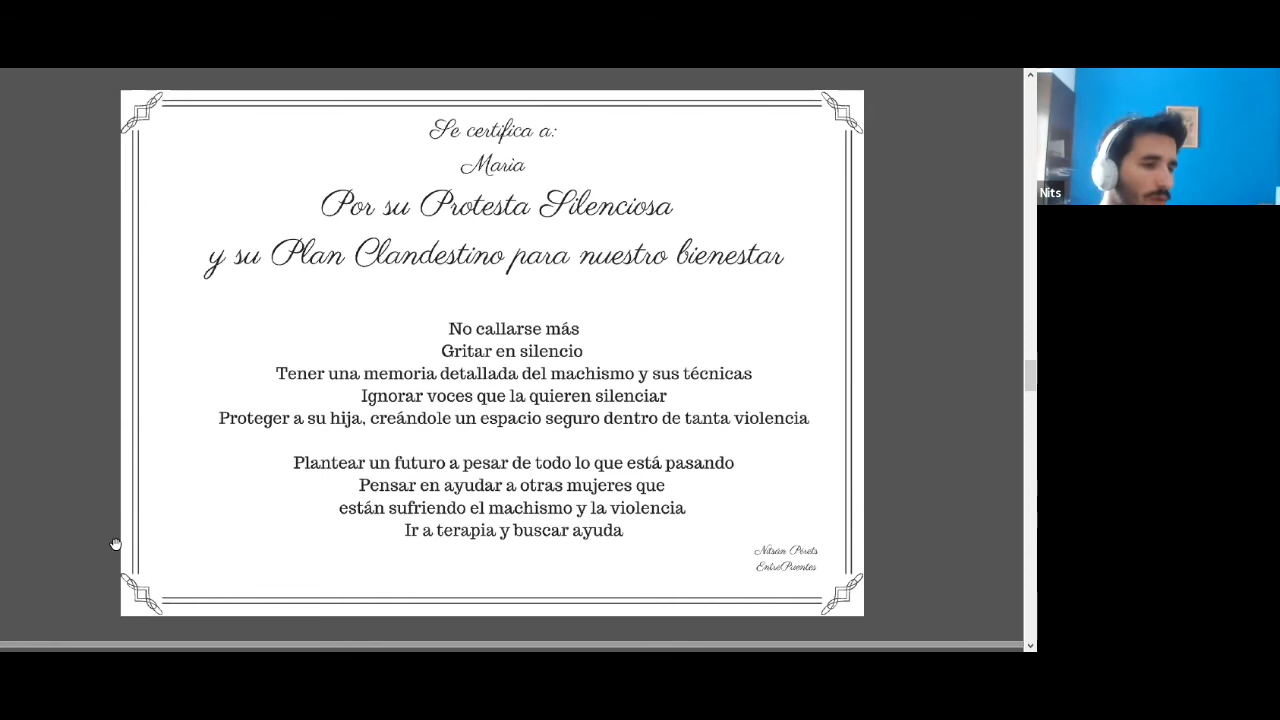 Se certifica a:
Maria
Por su Protesta Silenciosa
y su Plan Clandestino para nuestro bienestar
No callarse más
Gritar en silencio
Tener una memoria detallada del machismo y sus técnicas
Ignorar voces que la quieren silenciar
Proteger a su hija, creándole un espacio seguro dentro de tanta violencia
Plantear un futuro a pesar de todo lo que está pasando
Pensar en ayudar a otras mujeres que
están sufriendo el machismo y la violencia
Ir a terapia y buscar ayuda
Nitsán Perets
EntrePuentes
Nits